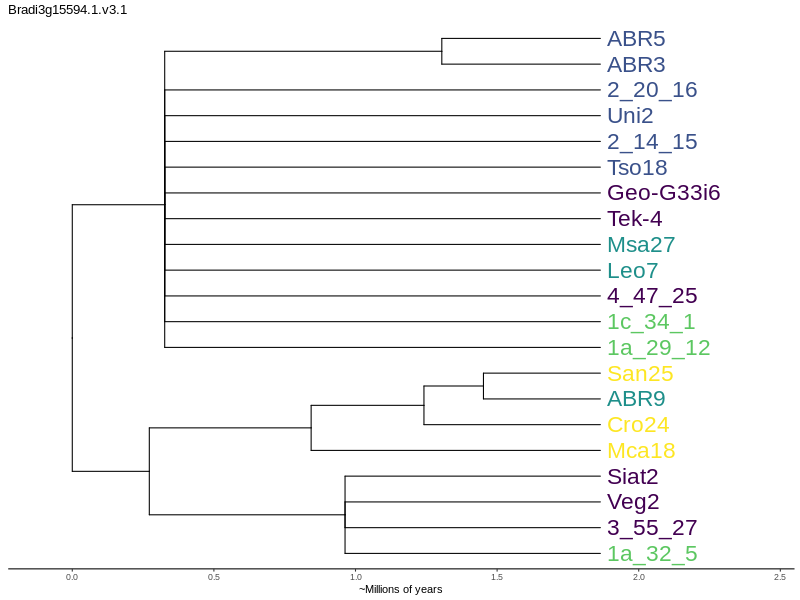 Bradi3g15594.1.v3.1
ABR5
ABR3
2_20_16
Uni2
2_14_15
Tso18
Geo-G33i6
Tek-4
Msa27
Leo7
4_47_25
1c_34_1
1a_29_12
San25
ABR9
Cro24
Mca18
Siat2
Veg2
3_55_27
1a_32_5
0.0 0.5 1.0 1.5 2.0 2.5
~Millions of years